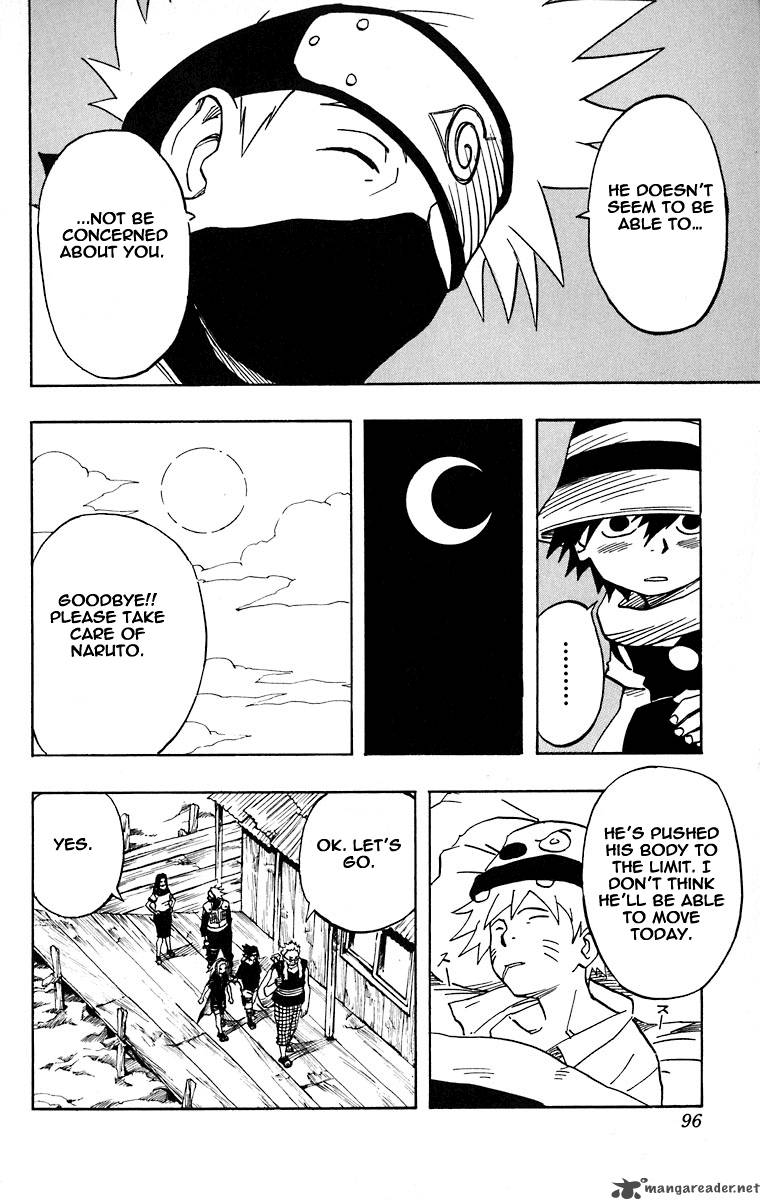 HE DOESN'T
SEEM TO BE
ABLE TO...
...NOT BE
CONCERNED
ABOUT YOU.
........
GOODBYE!!
PLEASE TAKE
CARE OF
NARUTO.
HE'S PUSHED
HIS BODY TO
THE LIMIT. I
DON'T THINK
HE'LL BE ABLE
TO MOVE
TODAY.
スー
OK. LET'S
GO.
YES.
96
mangareader.net